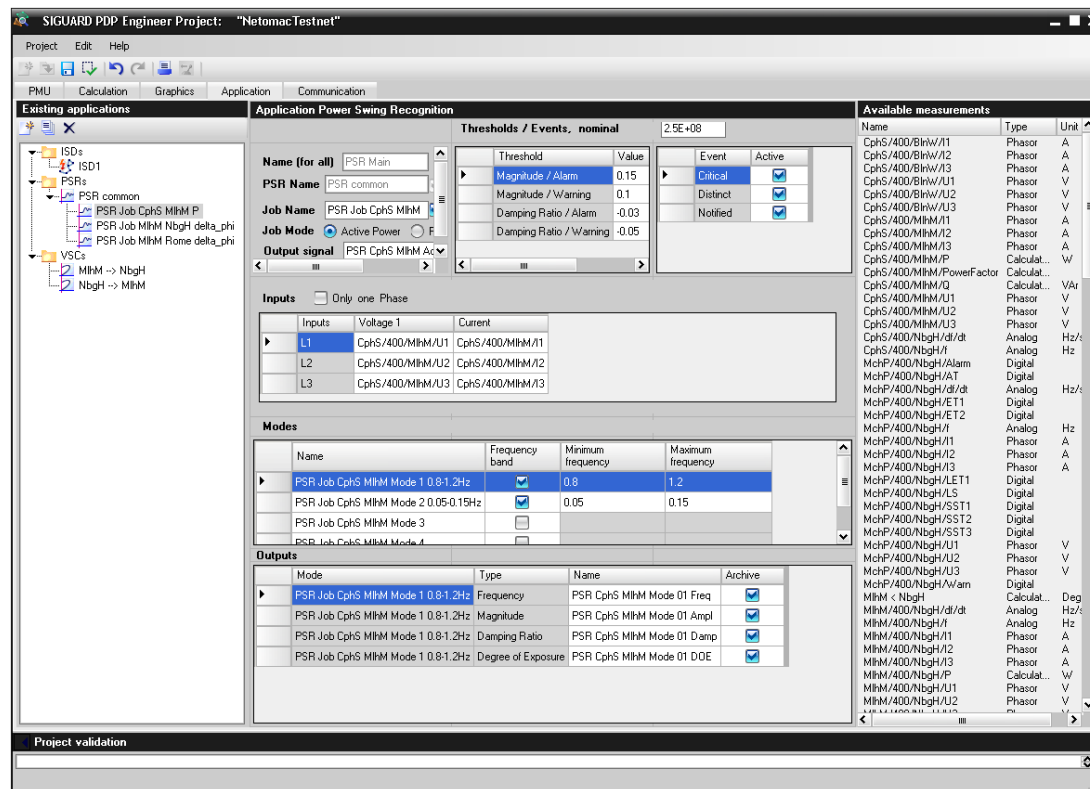 SIGUARD PDP Engineer Project: "NetomacTestnet"
Project Edit Help
PMU Calculation Graphics Application Communication
Existing applications
ISDs
ISD1
PSRs
PSR common
PSR Job CphS MlhM P
PSR Job MlhM NbgH delta_phi
PSR Job MlhM Rome delta_phi
VSCs
MlhM --> NbgH
NbgH --> MlhM
Application Power Swing Recognition
Thresholds / Events, nominal 2.5E+08
Name (for all) PSR Main
PSR Name PSR common
Job Name PSR Job CphS MlhM
Job Mode Active Power
Output signal PSR CphS MlhM Ac
Threshold Value
Magnitude / Alarm 0.15
Magnitude / Warning 0.1
Damping Ratio / Alarm -0.03
Damping Ratio / Warning -0.05
Event Active
Critical
Distinct
Notified
Inputs Only one Phase
Inputs Voltage 1 Current
L1 CphS/400/MlhM/U1 CphS/400/MlhM/I1
L2 CphS/400/MlhM/U2 CphS/400/MlhM/I2
L3 CphS/400/MlhM/U3 CphS/400/MlhM/I3
Modes
Name Frequency band Minimum frequency Maximum frequency
PSR Job CphS MlhM Mode 1 0.8-1.2Hz 0.8 1.2
PSR Job CphS MlhM Mode 2 0.05-0.15Hz 0.05 0.15
PSR Job CphS MlhM Mode 3
PSR Job CphS MlhM Mode 4
Outputs
Mode Type Name Archive
PSR Job CphS MlhM Mode 1 0.8-1.2Hz Frequency PSR CphS MlhM Mode 01 Freq
PSR Job CphS MlhM Mode 1 0.8-1.2Hz Magnitude PSR CphS MlhM Mode 01 Ampl
PSR Job CphS MlhM Mode 1 0.8-1.2Hz Damping Ratio PSR CphS MlhM Mode 01 Damp
PSR Job CphS MlhM Mode 1 0.8-1.2Hz Degree of Exposure PSR CphS MlhM Mode 01 DOE
Available measurements
Name Type Unit
CphS/400/BlnW/I1 Phasor A
CphS/400/BlnW/I2 Phasor A
CphS/400/BlnW/I3 Phasor A
CphS/400/BlnW/U1 Phasor V
CphS/400/BlnW/U2 Phasor V
CphS/400/BlnW/U3 Phasor V
CphS/400/MlhM/I1 Phasor A
CphS/400/MlhM/I2 Phasor A
CphS/400/MlhM/I3 Phasor A
CphS/400/MlhM/P Calculat... W
CphS/400/MlhM/PowerFactor Calculat...
CphS/400/MlhM/Q Calculat... VAr
CphS/400/MlhM/U1 Phasor V
CphS/400/MlhM/U2 Phasor V
CphS/400/MlhM/U3 Phasor V
CphS/400/NbgH/df/dt Analog Hz/s
CphS/400/NbgH/f Analog Hz
MchP/400/NbgH/Alarm Digital
MchP/400/NbgH/AT Digital
MchP/400/NbgH/df/dt Analog Hz/s
MchP/400/NbgH/ET1 Digital
MchP/400/NbgH/ET2 Digital
MchP/400/NbgH/f Analog Hz
MchP/400/NbgH/I1 Phasor A
MchP/400/NbgH/I2 Phasor A
MchP/400/NbgH/I3 Phasor A
MchP/400/NbgH/LET1 Digital
MchP/400/NbgH/LS Digital
MchP/400/NbgH/SST1 Digital
MchP/400/NbgH/SST2 Digital
MchP/400/NbgH/SST3 Digital
MchP/400/NbgH/U1 Phasor V
MchP/400/NbgH/U2 Phasor V
MchP/400/NbgH/U3 Phasor V
MchP/400/NbgH/Warn Digital
MlhM < NbgH Calculat... Deg
MlhM/400/NbgH/df/dt Analog Hz/s
MlhM/400/NbgH/f Analog Hz
MlhM/400/NbgH/I1 Phasor A
MlhM/400/NbgH/I2 Phasor A
MlhM/400/NbgH/I3 Phasor A
MlhM/400/NbgH/P Calculat... W
MlhM/400/NbgH/U1 Phasor V
MlhM/400/NbgH/U2 Phasor V
Project validation